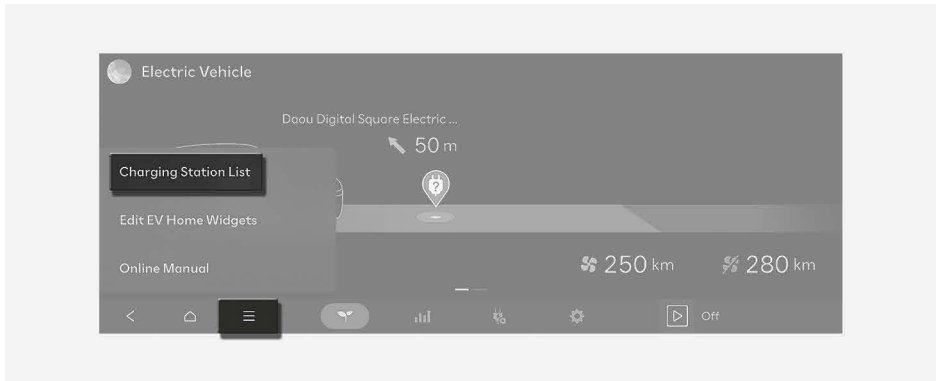 Electric Vehicle
Daou Digital Square Electric ...
50 m
Charging Station List
Edit EV Home Widgets
Online Manual
250 km
280 km
Off